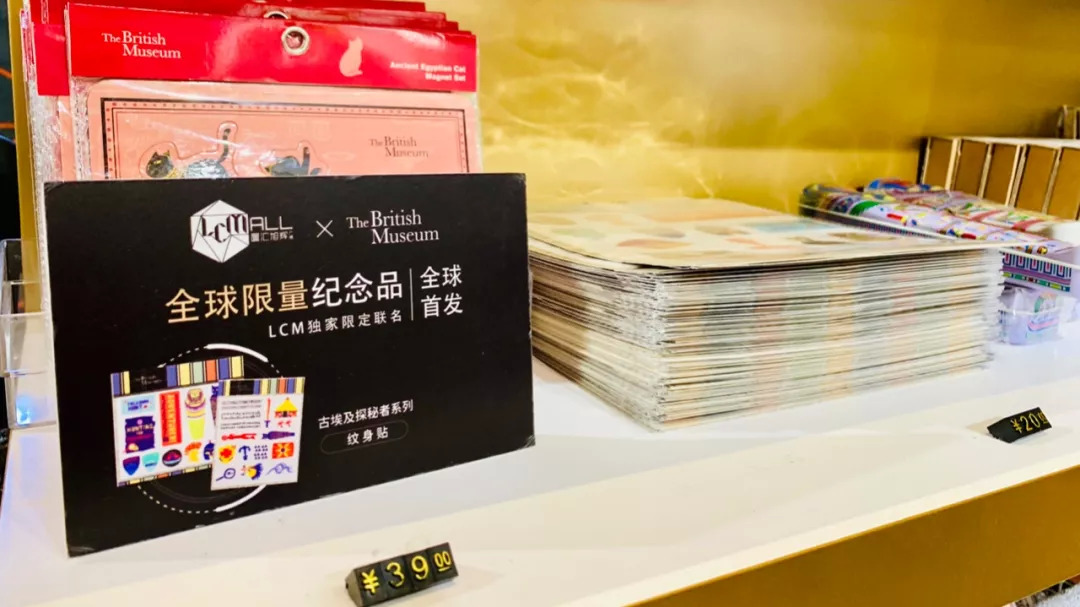 The British
Museum
Ancient Egyptian Cat
Magnet Set
The British
Museum
LCMALL
置汇旭辉
×
The British
Museum
全球限量纪念品
全球
首发
LCM独家限定联名
古埃及探秘者系列
纹身贴
¥39.00
¥20